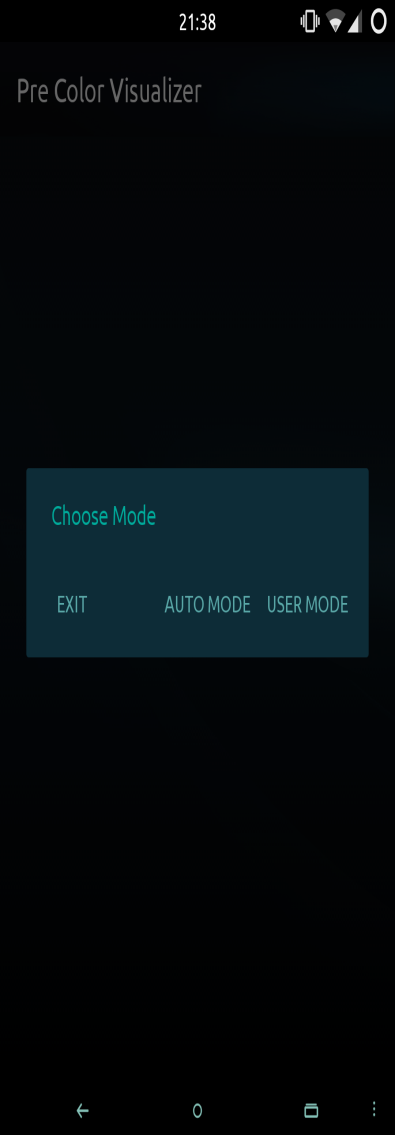 21:38
Pre Color Visualizer
Choose Mode
EXIT AUTO MODE USER MODE